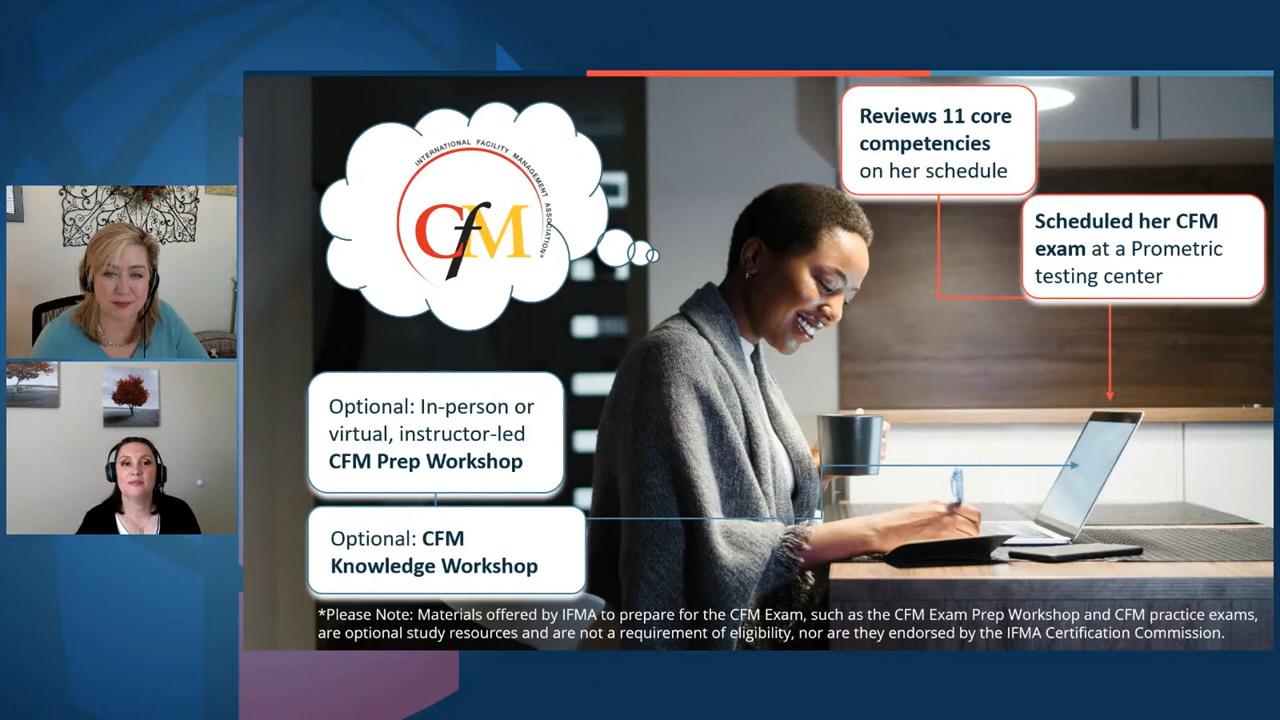 INTERNATIONAL FACILITY MANAGEMENT ASSOCIATION®
CfM
Reviews 11 core
competencies
on her schedule
Scheduled her CFM
exam at a Prometric
testing center
Optional: In-person or
virtual, instructor-led
CFM Prep Workshop
Optional: CFM
Knowledge Workshop
*Please Note: Materials offered by IFMA to prepare for the CFM Exam, such as the CFM Exam Prep Workshop and CFM practice exams,
are optional study resources and are not a requirement of eligibility, nor are they endorsed by the IFMA Certification Commission.